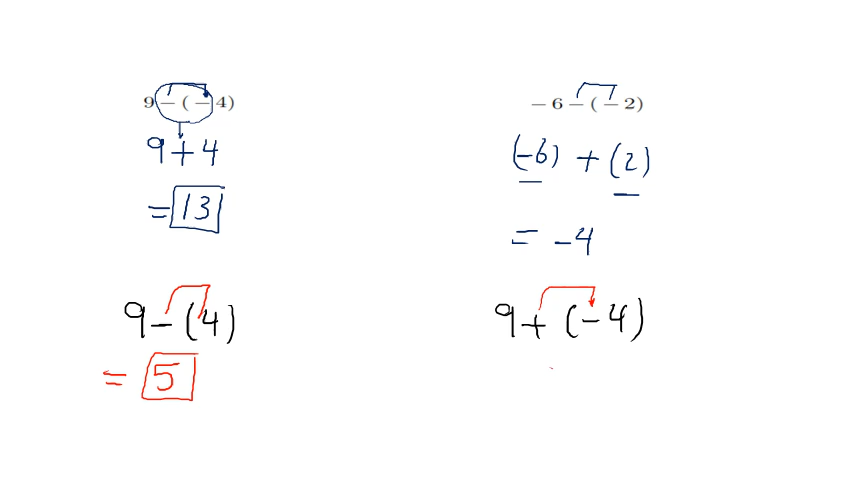 9 − ( − 4)
9 + 4
= 13
9 − (4)
= 5
− 6 − ( − 2)
(-6) + (2)
= -4
9 + (-4)